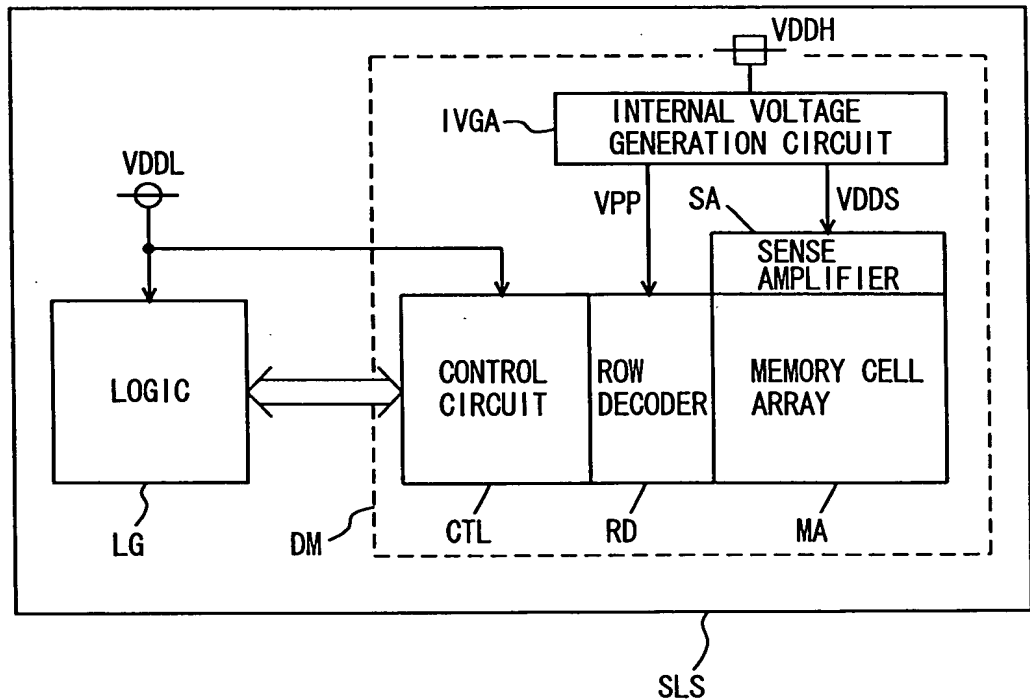 VDDH
IVGA
INTERNAL VOLTAGE
GENERATION CIRCUIT
VDDL
VPP
SA
VDDS
SENSE
AMPLIFIER
LOGIC
CONTROL
CIRCUIT
ROW
DECODER
MEMORY CELL
ARRAY
LG
DM
CTL
RD
MA
SLS